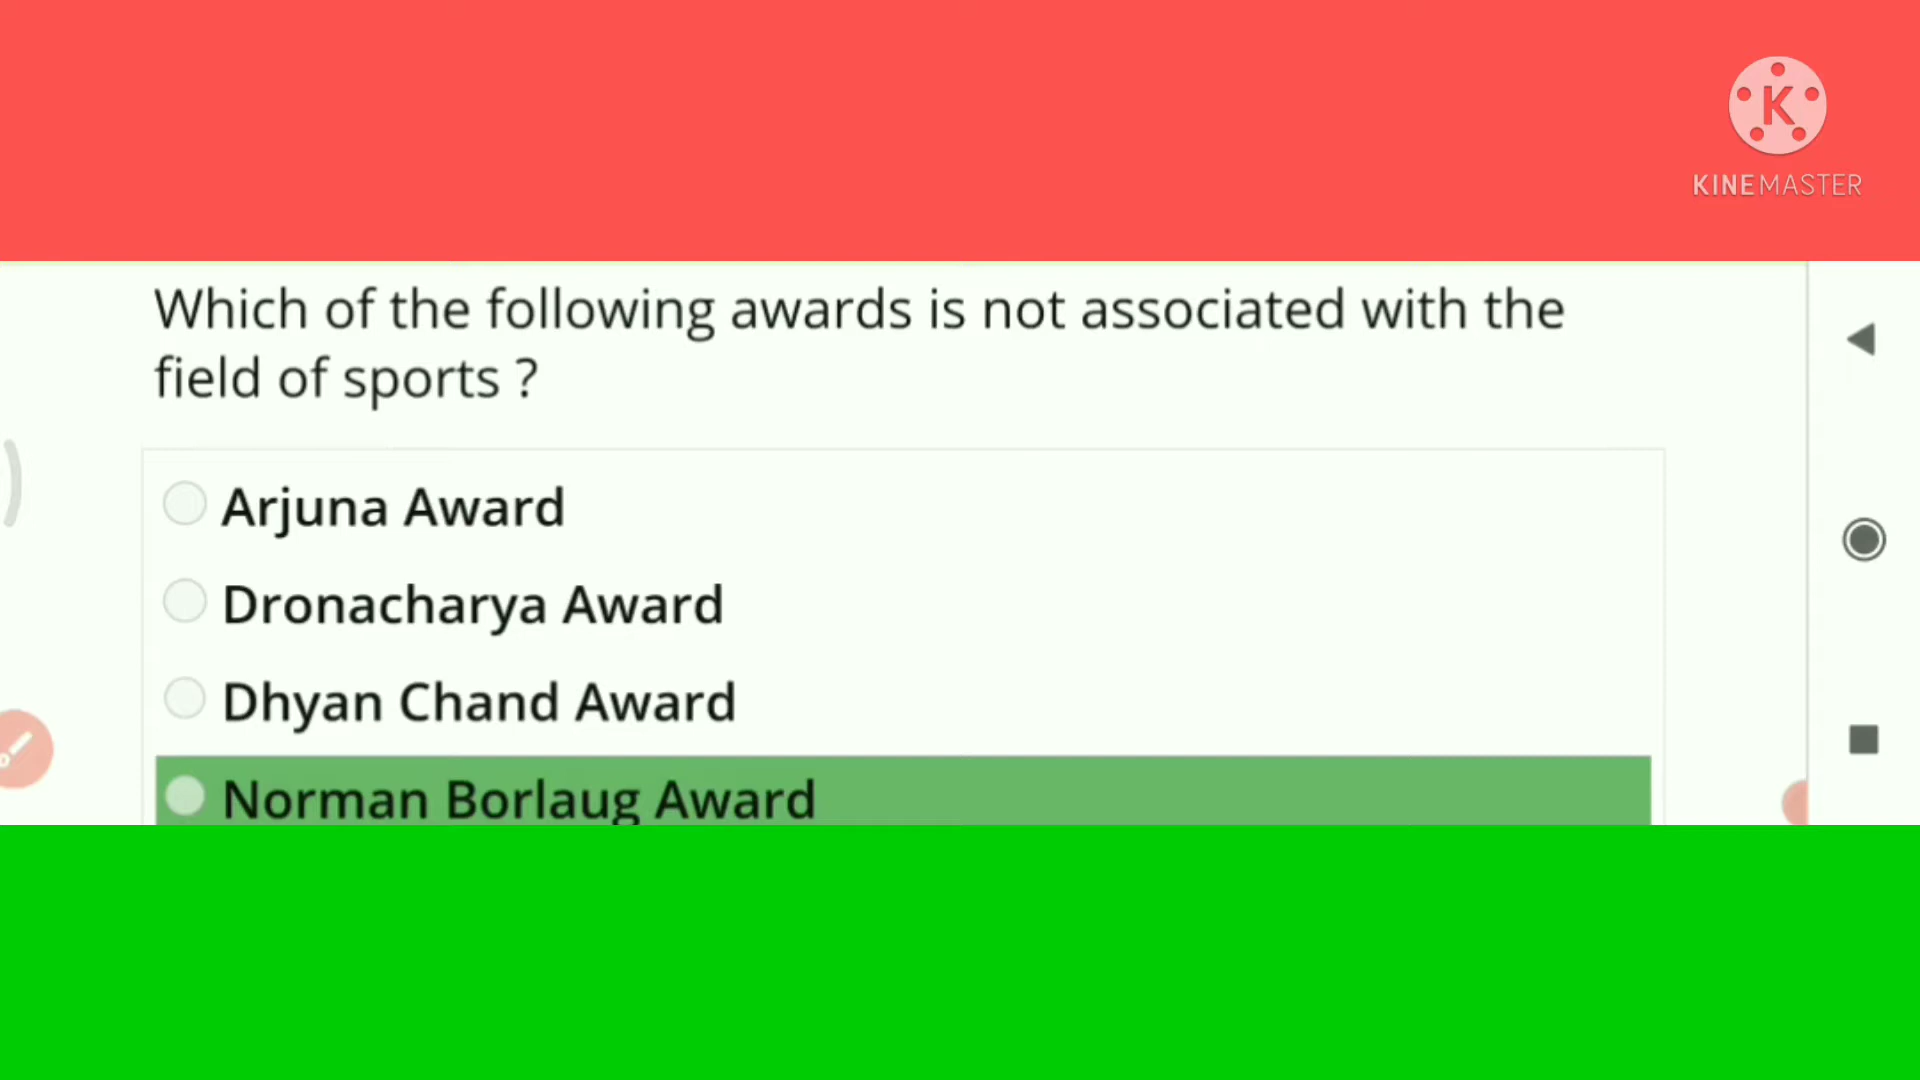 K
KINEMASTER
Which of the following awards is not associated with the
field of sports ?
Arjuna Award
Dronacharya Award
Dhyan Chand Award
Norman Borlaug Award